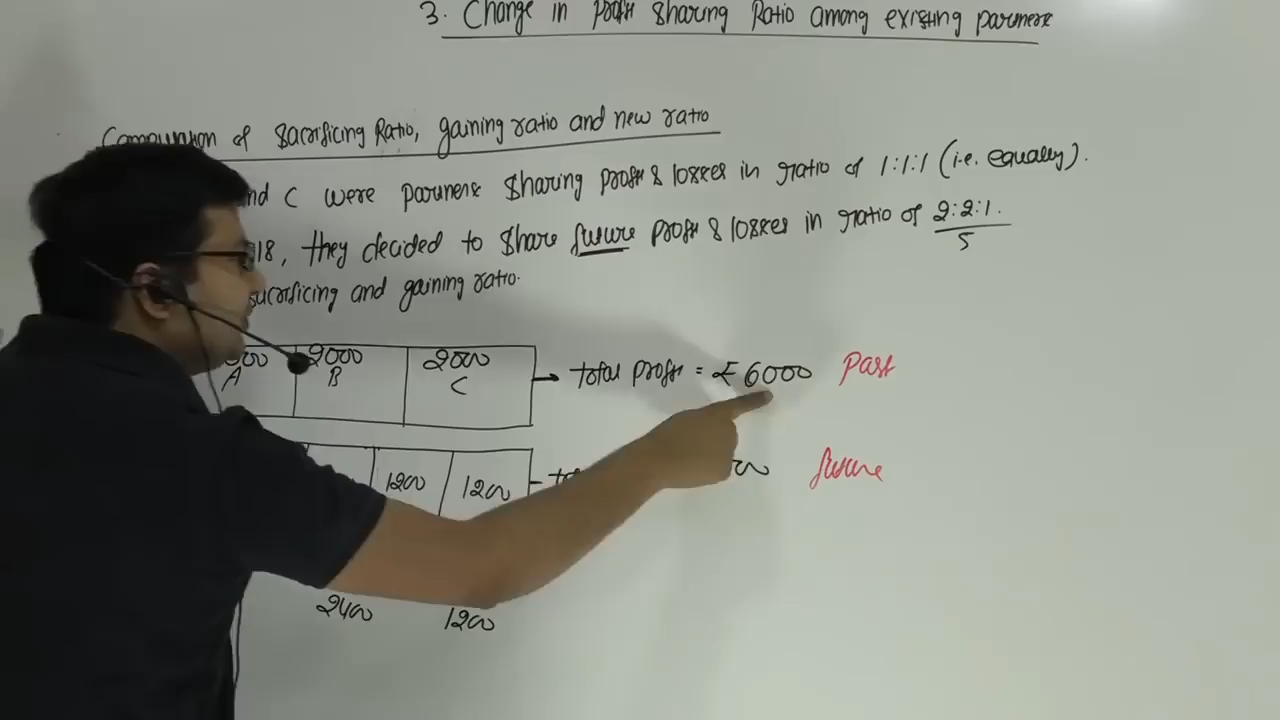 3. Change in Profit Sharing Ratio among existing partners
Computation of Sacrificing Ratio, gaining ratio and new ratio
nd C were partners sharing profit & losses in ratio of 1:1:1 (i.e. equally).
18, they decided to share future profit & losses in ratio of 2:2:1.
5
sacrificing and gaining ratio.
000 2000 2000 total profit = ₹ 6000 Past
A B C
1200 1200 Future
2400 1200